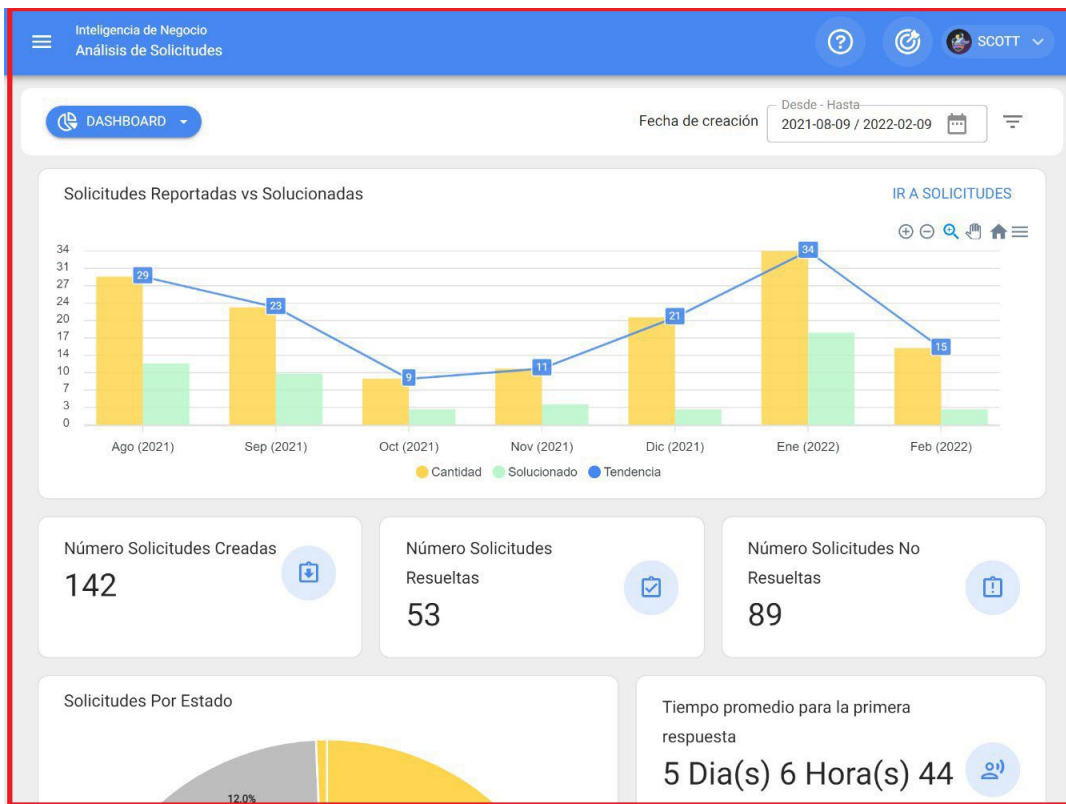 Inteligencia de Negocio
Análisis de Solicitudes
SCOTT
DASHBOARD
Fecha de creación
Desde - Hasta
2021-08-09 / 2022-02-09
Solicitudes Reportadas vs Solucionadas
IR A SOLICITUDES
34
31
27
24
20
17
14
10
7
3
0
29
23
9
11
21
34
15
Ago (2021)
Sep (2021)
Oct (2021)
Nov (2021)
Dic (2021)
Ene (2022)
Feb (2022)
Cantidad
Solucionado
Tendencia
Número Solicitudes Creadas
142
Número Solicitudes
Resueltas
53
Número Solicitudes No
Resueltas
89
Solicitudes Por Estado
12.0%
Tiempo promedio para la primera
respuesta
5 Dia(s) 6 Hora(s) 44